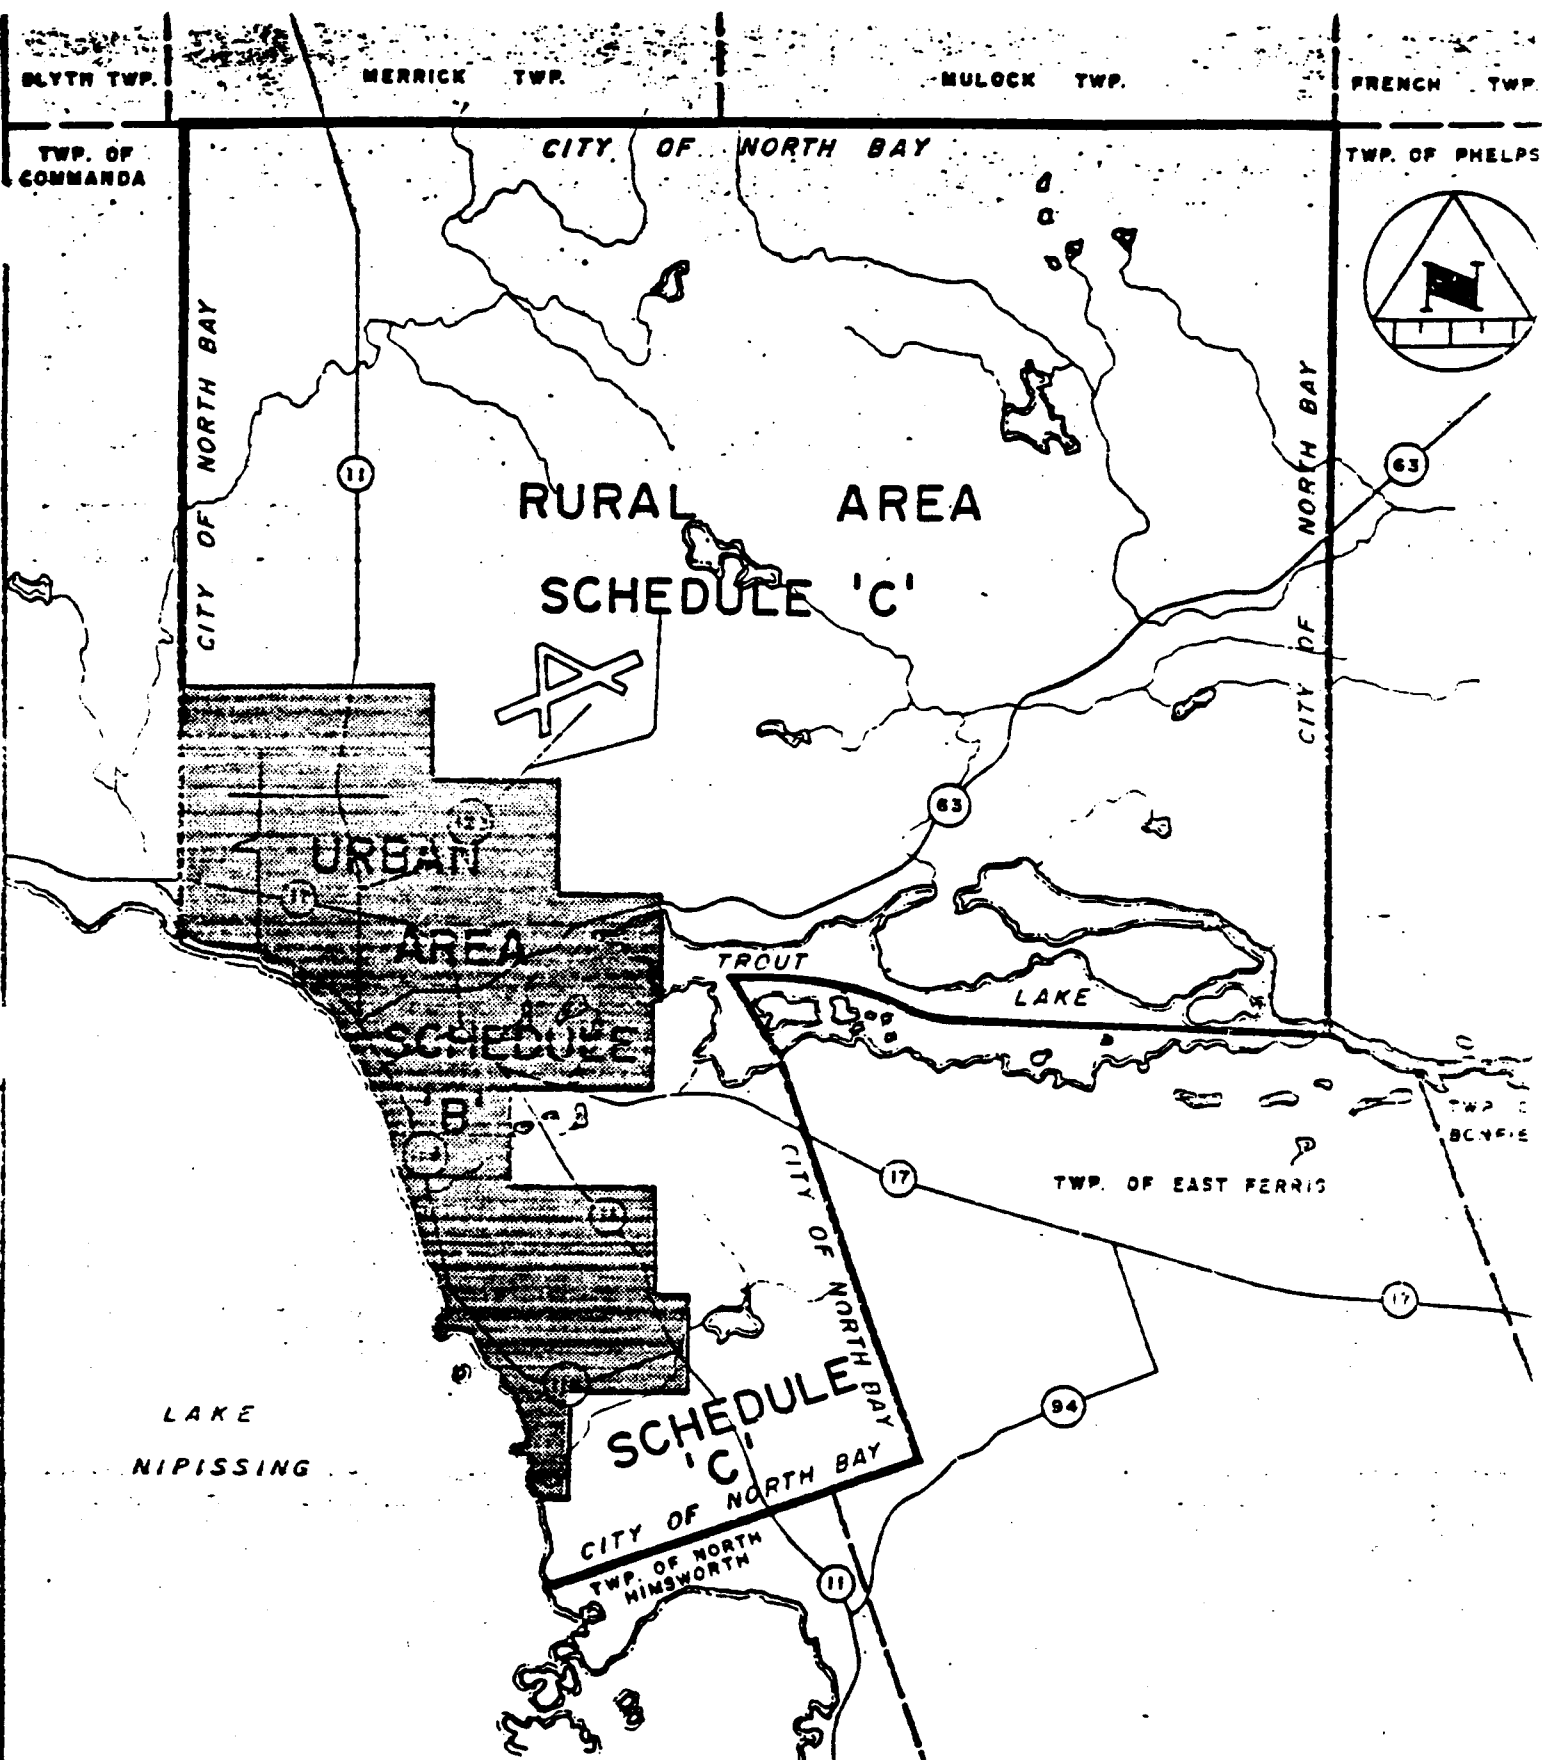 BLYTH TWP.
MERRICK TWP.
MULOCK TWP.
FRENCH TWP.
TWP. OF
COMMANDA
CITY OF NORTH BAY
TWP. OF PHELPS
N
CITY OF NORTH BAY
CITY OF NORTH BAY
63
11
RURAL AREA
SCHEDULE 'C'
63
URBAN
11
AREA
TROUT
LAKE
SCHEDULE
'B'
TWP.
CITY OF NORTH BAY
17
TWP. OF EAST FERRIS
17
SCHEDULE
'C'
94
LAKE
NIPISSING
CITY OF NORTH BAY
TWP. OF NORTH
HIMSWORTH
11